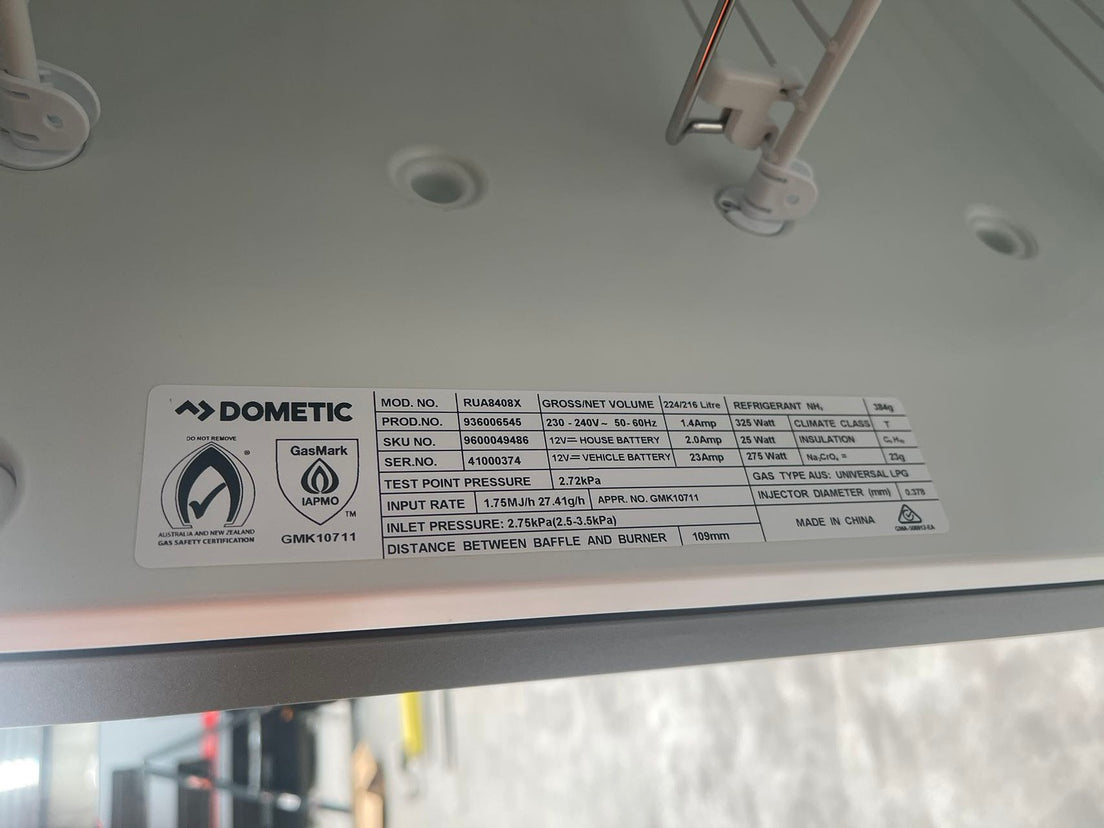 DOMETIC
DO NOT REMOVE
®
AUSTRALIA AND NEW ZEALAND
GAS SAFETY CERTIFICATION
GasMark
IAPMO
TM
GMK10711
MOD. NO. RUA8408X GROSS/NET VOLUME 224/216 Litre REFRIGERANT NH₃ 384g
PROD.NO. 936006545 230 - 240V~ 50-60Hz 1.4Amp 325 Watt CLIMATE CLASS T
SKU NO. 9600049486 12V⎓ HOUSE BATTERY 2.0Amp 25 Watt INSULATION
SER.NO. 41000374 12V⎓ VEHICLE BATTERY 23Amp 275 Watt Na₂CrO₄ = 23g
TEST POINT PRESSURE 2.72kPa GAS TYPE AUS: UNIVERSAL LPG
INPUT RATE 1.75MJ/h 27.41g/h APPR. NO. GMK10711 INJECTOR DIAMETER (mm) 0.378
INLET PRESSURE: 2.75kPa(2.5-3.5kPa) MADE IN CHINA
DISTANCE BETWEEN BAFFLE AND BURNER 109mm